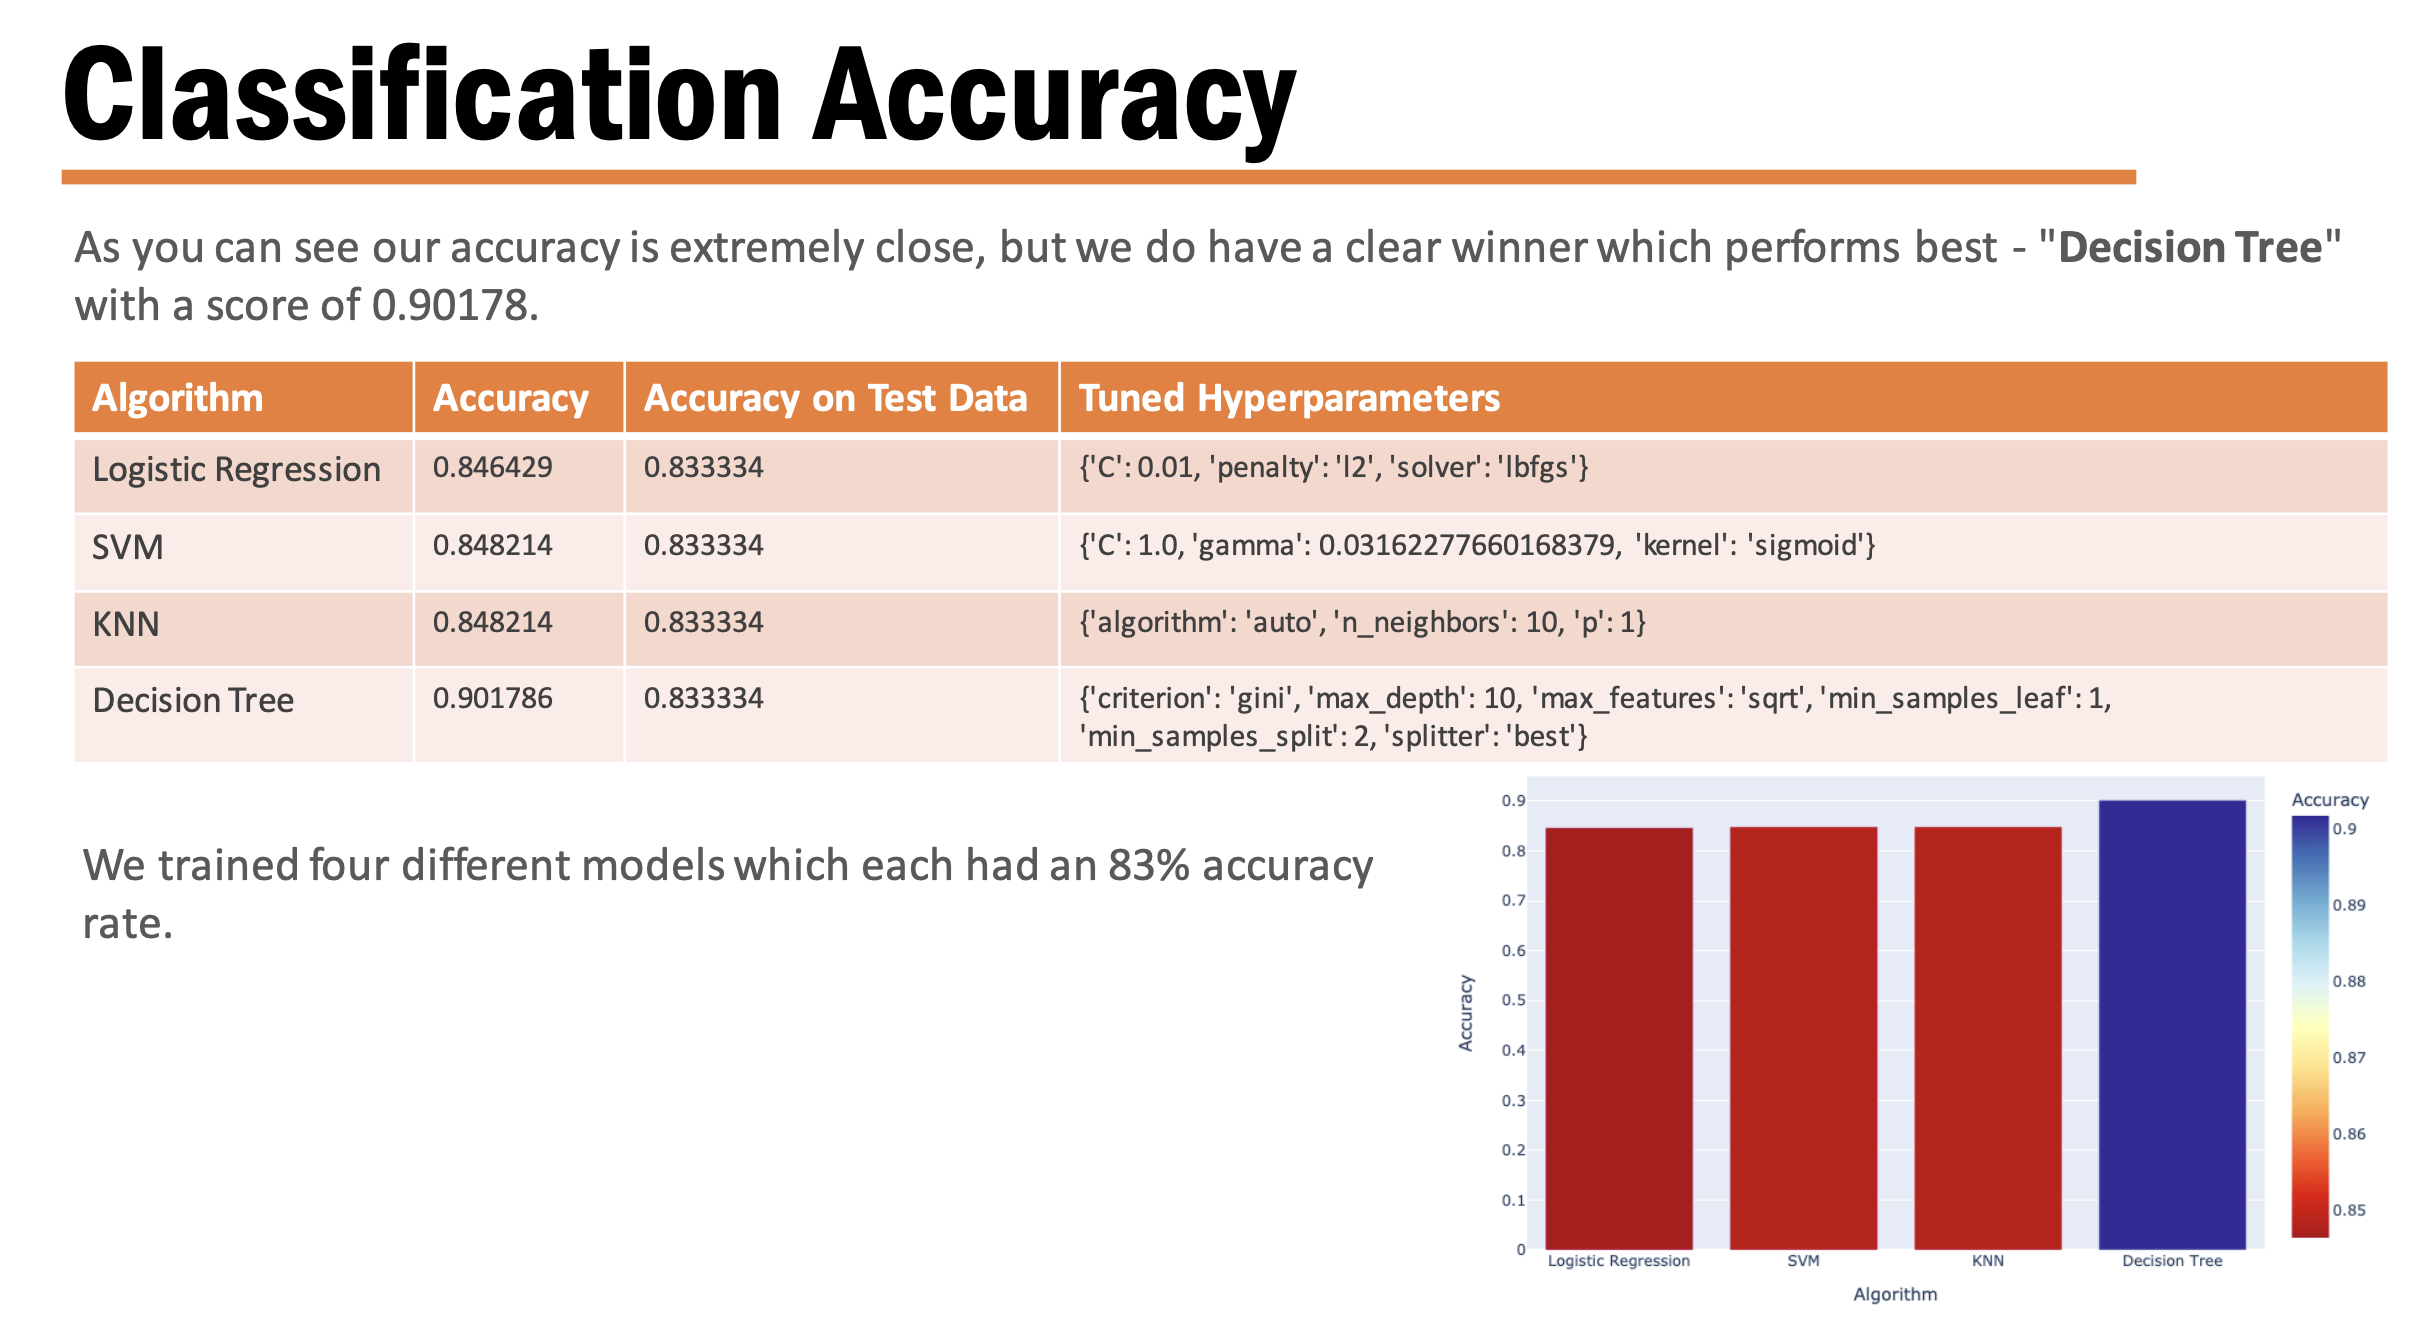 Classification Accuracy
As you can see our accuracy is extremely close, but we do have a clear winner which performs best - "Decision Tree"
with a score of 0.90178.
Algorithm Accuracy Accuracy on Test Data Tuned Hyperparameters
Logistic Regression 0.846429 0.833334 {'C': 0.01, 'penalty': 'l2', 'solver': 'lbfgs'}
SVM 0.848214 0.833334 {'C': 1.0, 'gamma': 0.03162277660168379, 'kernel': 'sigmoid'}
KNN 0.848214 0.833334 {'algorithm': 'auto', 'n_neighbors': 10, 'p': 1}
Decision Tree 0.901786 0.833334 {'criterion': 'gini', 'max_depth': 10, 'max_features': 'sqrt', 'min_samples_leaf': 1,
'min_samples_split': 2, 'splitter': 'best'}
We trained four different models which each had an 83% accuracy
rate.
Accuracy
0.9
0.8
0.7
0.6
0.5
0.4
0.3
0.2
0.1
0
Logistic Regression SVM KNN Decision Tree
Algorithm
Accuracy
0.9
0.89
0.88
0.87
0.86
0.85